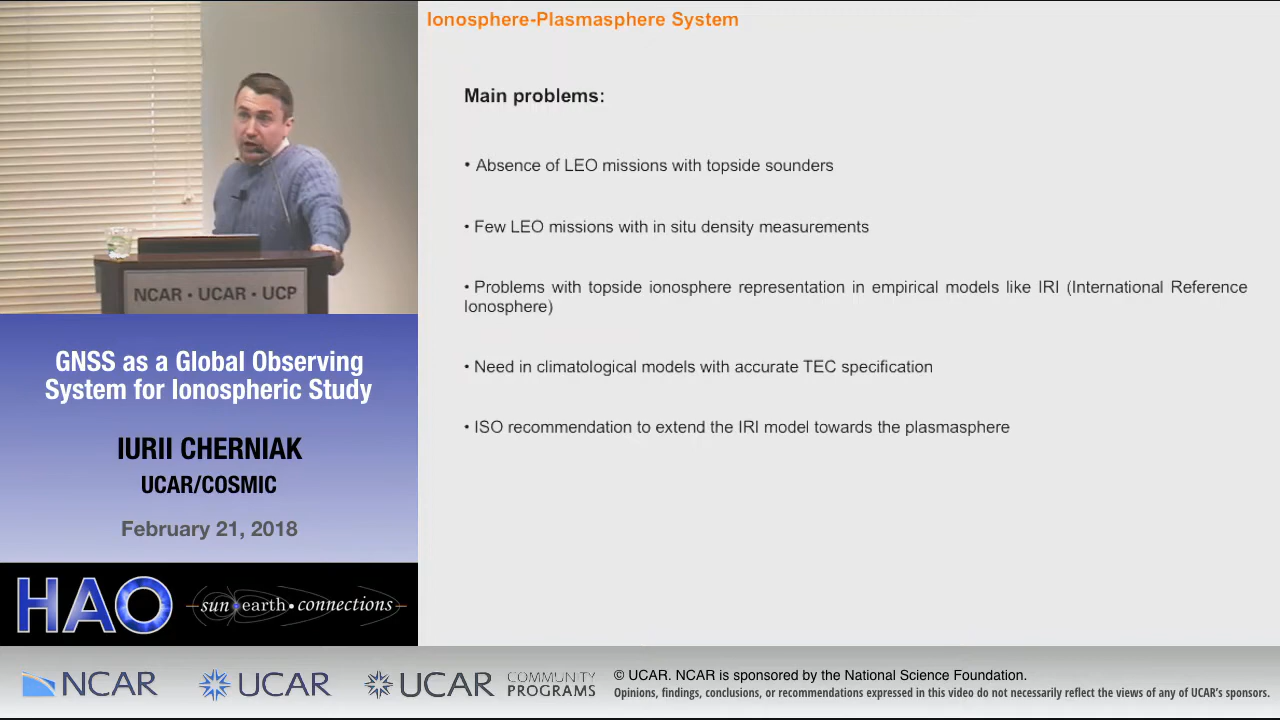 Ionosphere-Plasmasphere System
Main problems:
• Absence of LEO missions with topside sounders
• Few LEO missions with in situ density measurements
• Problems with topside ionosphere representation in empirical models like IRI (International Reference
Ionosphere)
• Need in climatological models with accurate TEC specification
• ISO recommendation to extend the IRI model towards the plasmasphere
NCAR • UCAR • UCP
GNSS as a Global Observing
System for Ionospheric Study
IURII CHERNIAK
UCAR/COSMIC
February 21, 2018
HAO
sun•earth•connections
NCAR
UCAR
UCAR
COMMUNITY
PROGRAMS
© UCAR. NCAR is sponsored by the National Science Foundation.
Opinions, findings, conclusions, or recommendations expressed in this video do not necessarily reflect the views of any of UCAR's sponsors.